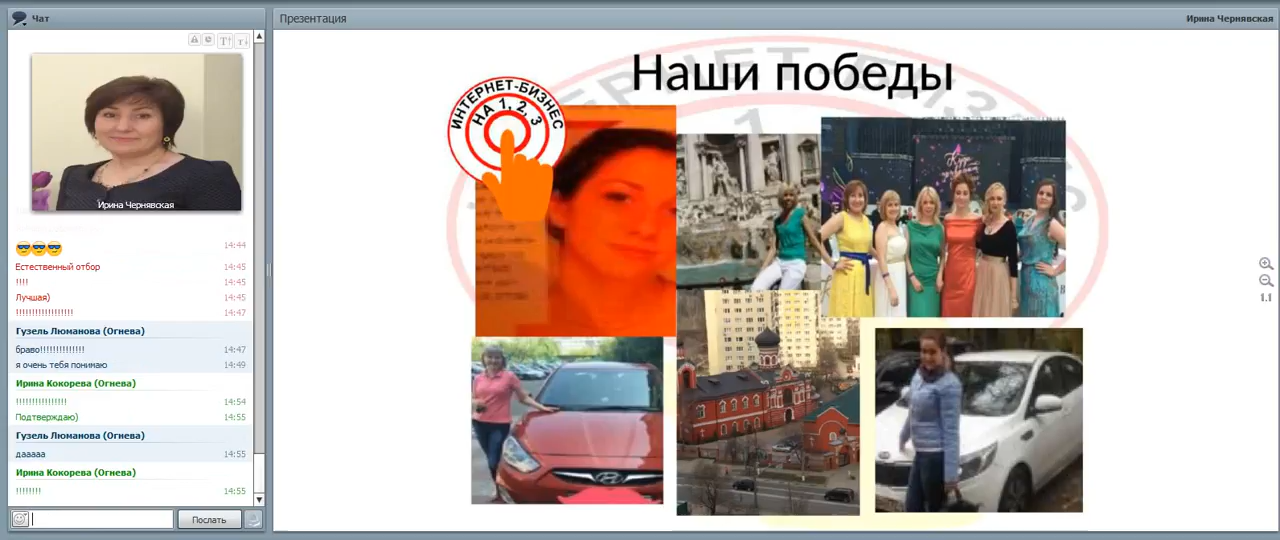 Чат
Ирина Чернявская
14:44
Естественный отбор 14:45
!!!! 14:45
Лучшая) 14:45
!!!!!!!!!!!!!!!!!!! 14:47
Гузель Люманова (Огнева)
браво!!!!!!!!!!!!!! 14:47
я очень тебя понимаю 14:49
Ирина Кокорева (Огнева)
!!!!!!!!!!!!!!!!! 14:54
Подтверждаю) 14:55
Гузель Люманова (Огнева)
дааааа 14:55
Ирина Кокорева (Огнева)
!!!!!!!! 14:55
Послать
Презентация
Ирина Чернявская
Наши победы
ИНТЕРНЕТ-БИЗНЕС
НА 1, 2, 3
1.1